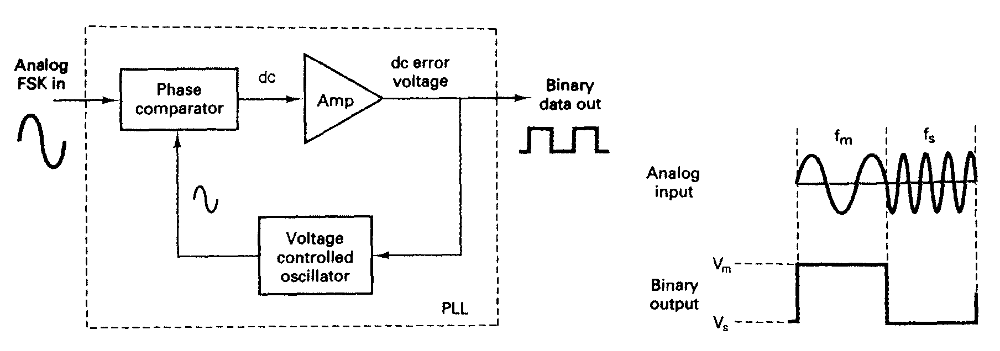 Analog
FSK in
Phase
comparator
dc
Amp
dc error
voltage
Binary
data out
Voltage
controlled
oscillator
PLL
fm
fs
Analog
input
Vm
Binary
output
Vs